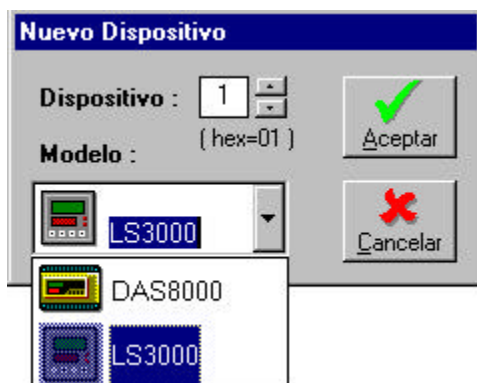 Nuevo Dispositivo
Dispositivo : 1
( hex=01 )
Aceptar
Modelo :
LS3000
Cancelar
DAS8000
LS3000